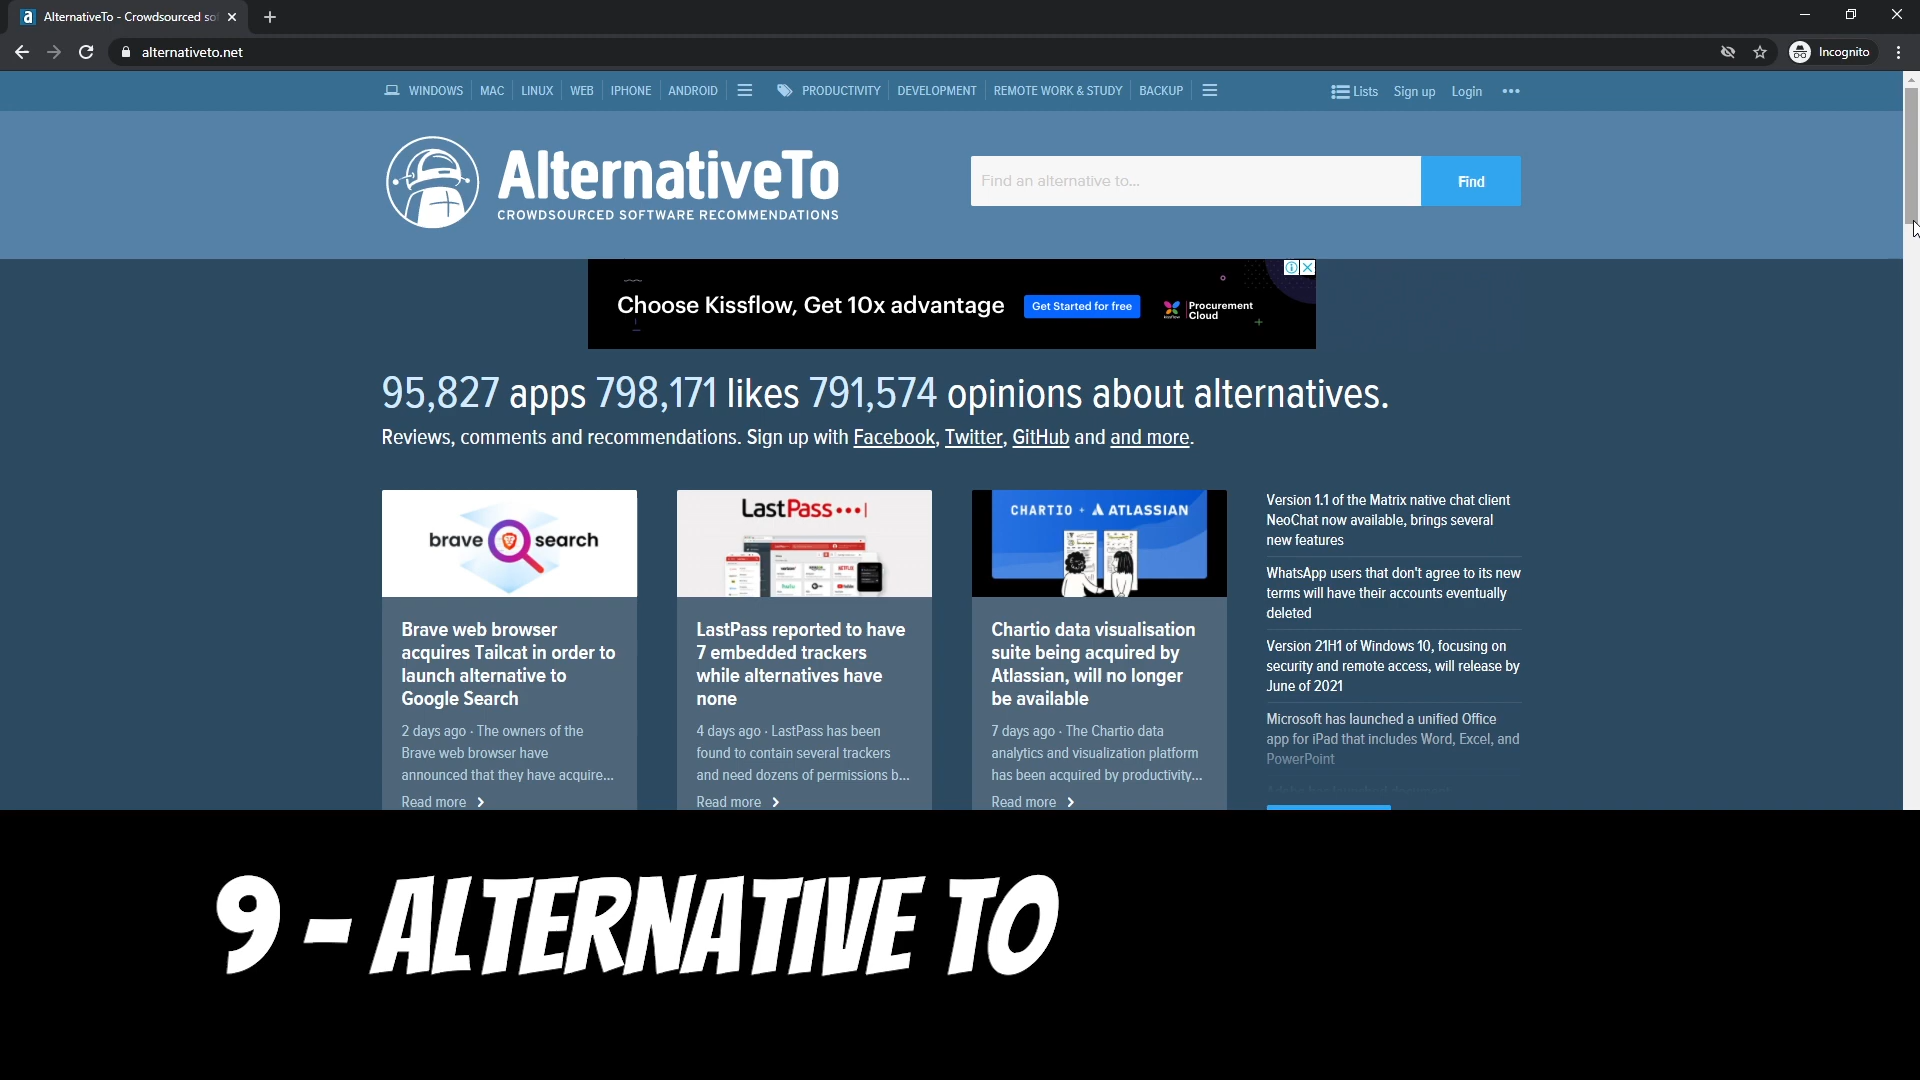 AlternativeTo - Crowdsourced so
alternativeto.net
Incognito
WINDOWS MAC LINUX WEB IPHONE ANDROID PRODUCTIVITY DEVELOPMENT REMOTE WORK & STUDY BACKUP Lists Sign up Login
AlternativeTo
CROWDSOURCED SOFTWARE RECOMMENDATIONS
Find an alternative to...
Find
Choose Kissflow, Get 10x advantage
Get Started for free
Procurement
Cloud
95,827 apps 798,171 likes 791,574 opinions about alternatives.
Reviews, comments and recommendations. Sign up with Facebook, Twitter, GitHub and and more.
brave search
Brave web browser
acquires Tailcat in order to
launch alternative to
Google Search
2 days ago · The owners of the
Brave web browser have
announced that they have acquire...
Read more
LastPass
LastPass reported to have
7 embedded trackers
while alternatives have
none
4 days ago · LastPass has been
found to contain several trackers
and need dozens of permissions b...
Read more
CHARTIO + ATLASSIAN
Chartio data visualisation
suite being acquired by
Atlassian, will no longer
be available
7 days ago · The Chartio data
analytics and visualization platform
has been acquired by productivity...
Read more
Version 1.1 of the Matrix native chat client
NeoChat now available, brings several
new features
WhatsApp users that don't agree to its new
terms will have their accounts eventually
deleted
Version 21H1 of Windows 10, focusing on
security and remote access, will release by
June of 2021
Microsoft has launched a unified Office
app for iPad that includes Word, Excel, and
PowerPoint
9 - ALTERNATIVE TO